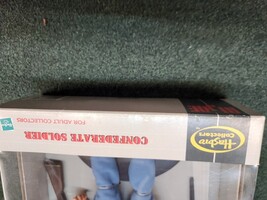 Hasbro
Collectors
CONFEDERATE SOLDIER
FOR ADULT COLLECTORS